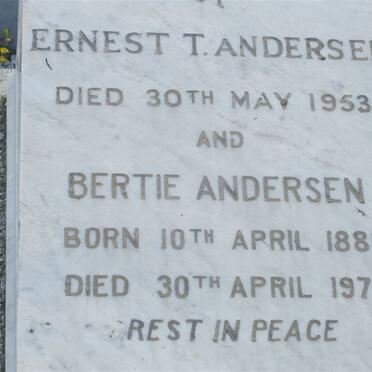 ERNEST T. ANDERSEN
DIED 30TH MAY 1953
AND
BERTIE ANDERSEN
BORN 10TH APRIL 188
DIED 30TH APRIL 197
REST IN PEACE